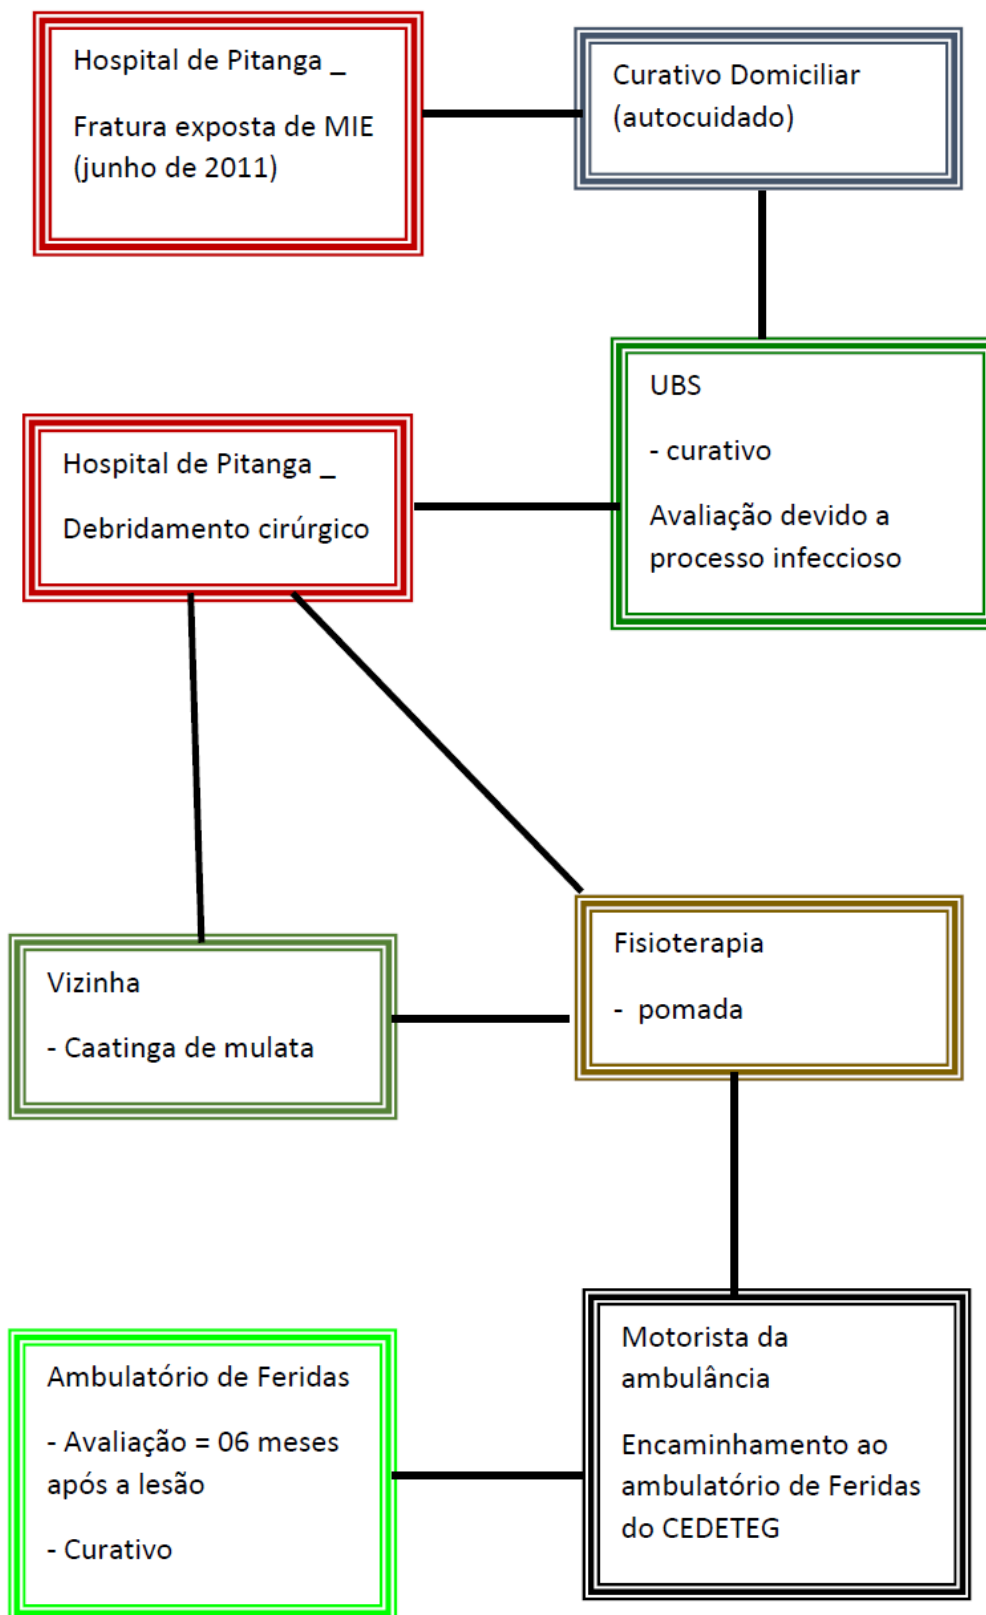 Hospital de Pitanga _
Fratura exposta de MIE
(junho de 2011)
Curativo Domiciliar
(autocuidado)
UBS
- curativo
Avaliação devido a
processo infeccioso
Hospital de Pitanga _
Debridamento cirúrgico
Vizinha
- Caatinga de mulata
Fisioterapia
- pomada
Motorista da
ambulância
Encaminhamento ao
ambulatório de Feridas
do CEDETEG
Ambulatório de Feridas
- Avaliação = 06 meses
após a lesão
- Curativo